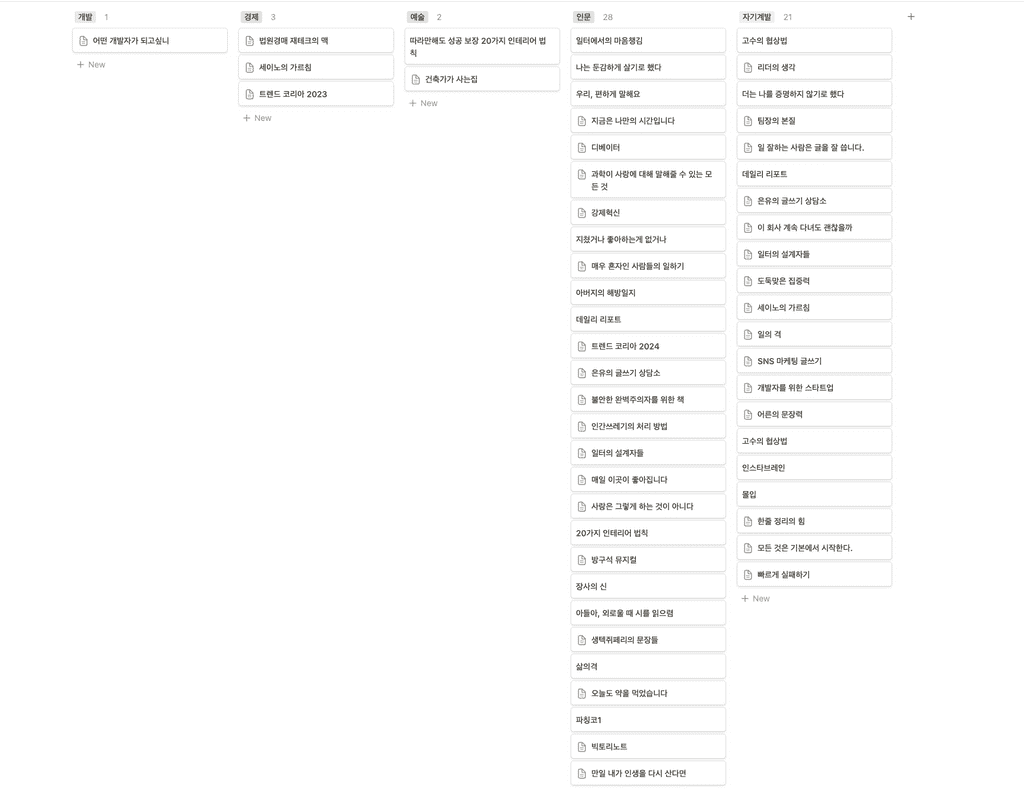 개발 1
어떤 개발자가 되고싶니
+ New
경제 3
법원경매 재테크의 맥
세이노의 가르침
트렌드 코리아 2023
+ New
예술 2
따라만해도 성공 보장 20가지 인테리어 법
칙
건축가가 사는집
+ New
인문 28
일터에서의 마음챙김
나는 둔감하게 살기로 했다
우리, 편하게 말해요
지금은 나만의 시간입니다
디베이터
과학이 사랑에 대해 말해줄 수 있는 모
든 것
강제혁신
지쳤거나 좋아하는게 없거나
매우 혼자인 사람들의 일하기
아버지의 해방일지
데일리 리포트
트렌드 코리아 2024
은유의 글쓰기 상담소
불안한 완벽주의자를 위한 책
인간쓰레기의 처리 방법
일터의 설계자들
매일 이곳이 좋아집니다
사랑은 그렇게 하는 것이 아니다
20가지 인테리어 법칙
방구석 뮤지컬
장사의 신
아들아, 외로울 때 시를 읽으렴
생텍쥐페리의 문장들
삶의격
오늘도 약을 먹었습니다
파칭코1
빅토리노트
만일 내가 인생을 다시 산다면
자기계발 21
고수의 협상법
리더의 생각
더는 나를 증명하지 않기로 했다
팀장의 본질
일 잘하는 사람은 글을 잘 씁니다.
데일리 리포트
은유의 글쓰기 상담소
이 회사 계속 다녀도 괜찮을까
일터의 설계자들
도둑맞은 집중력
세이노의 가르침
일의 격
SNS 마케팅 글쓰기
개발자를 위한 스타트업
어른의 문장력
고수의 협상법
인스타브레인
몰입
한줄 정리의 힘
모든 것은 기본에서 시작한다.
빠르게 실패하기
+ New
+